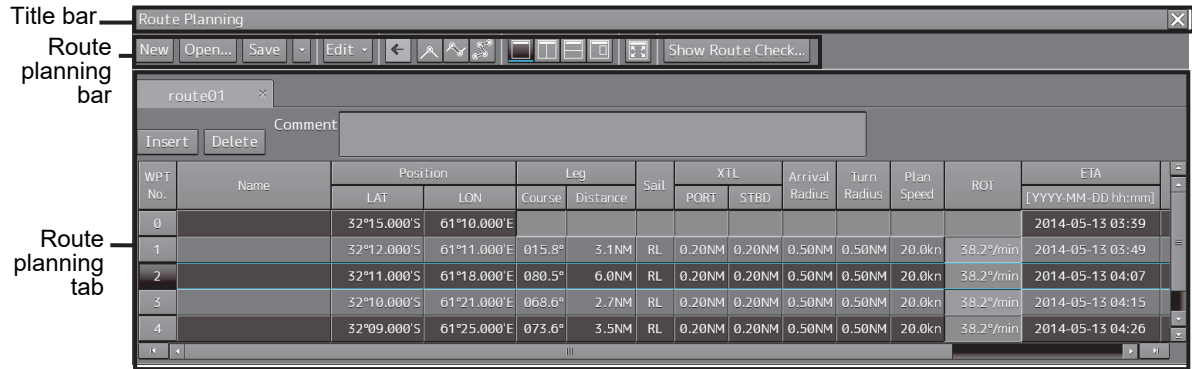 Title bar
Route Planning
Route planning bar
New Open... Save Edit Show Route Check...
route01 ×
Insert Delete Comment
WPT No. Name Position Leg Sail XTL Arrival Radius Turn Radius Plan Speed ROT ETA
LAT LON Course Distance PORT STBD [YYYY-MM-DD hh:mm]
0 32°15.000'S 61°10.000'E 2014-05-13 03:39
Route planning tab
1 32°12.000'S 61°11.000'E 015.8° 3.1NM RL 0.20NM 0.20NM 0.50NM 0.50NM 20.0kn 38.2°/min 2014-05-13 03:49
2 32°11.000'S 61°18.000'E 080.5° 6.0NM RL 0.20NM 0.20NM 0.50NM 0.50NM 20.0kn 38.2°/min 2014-05-13 04:07
3 32°10.000'S 61°21.000'E 068.6° 2.7NM RL 0.20NM 0.20NM 0.50NM 0.50NM 20.0kn 38.2°/min 2014-05-13 04:15
4 32°09.000'S 61°25.000'E 073.6° 3.5NM RL 0.20NM 0.20NM 0.50NM 0.50NM 20.0kn 38.2°/min 2014-05-13 04:26